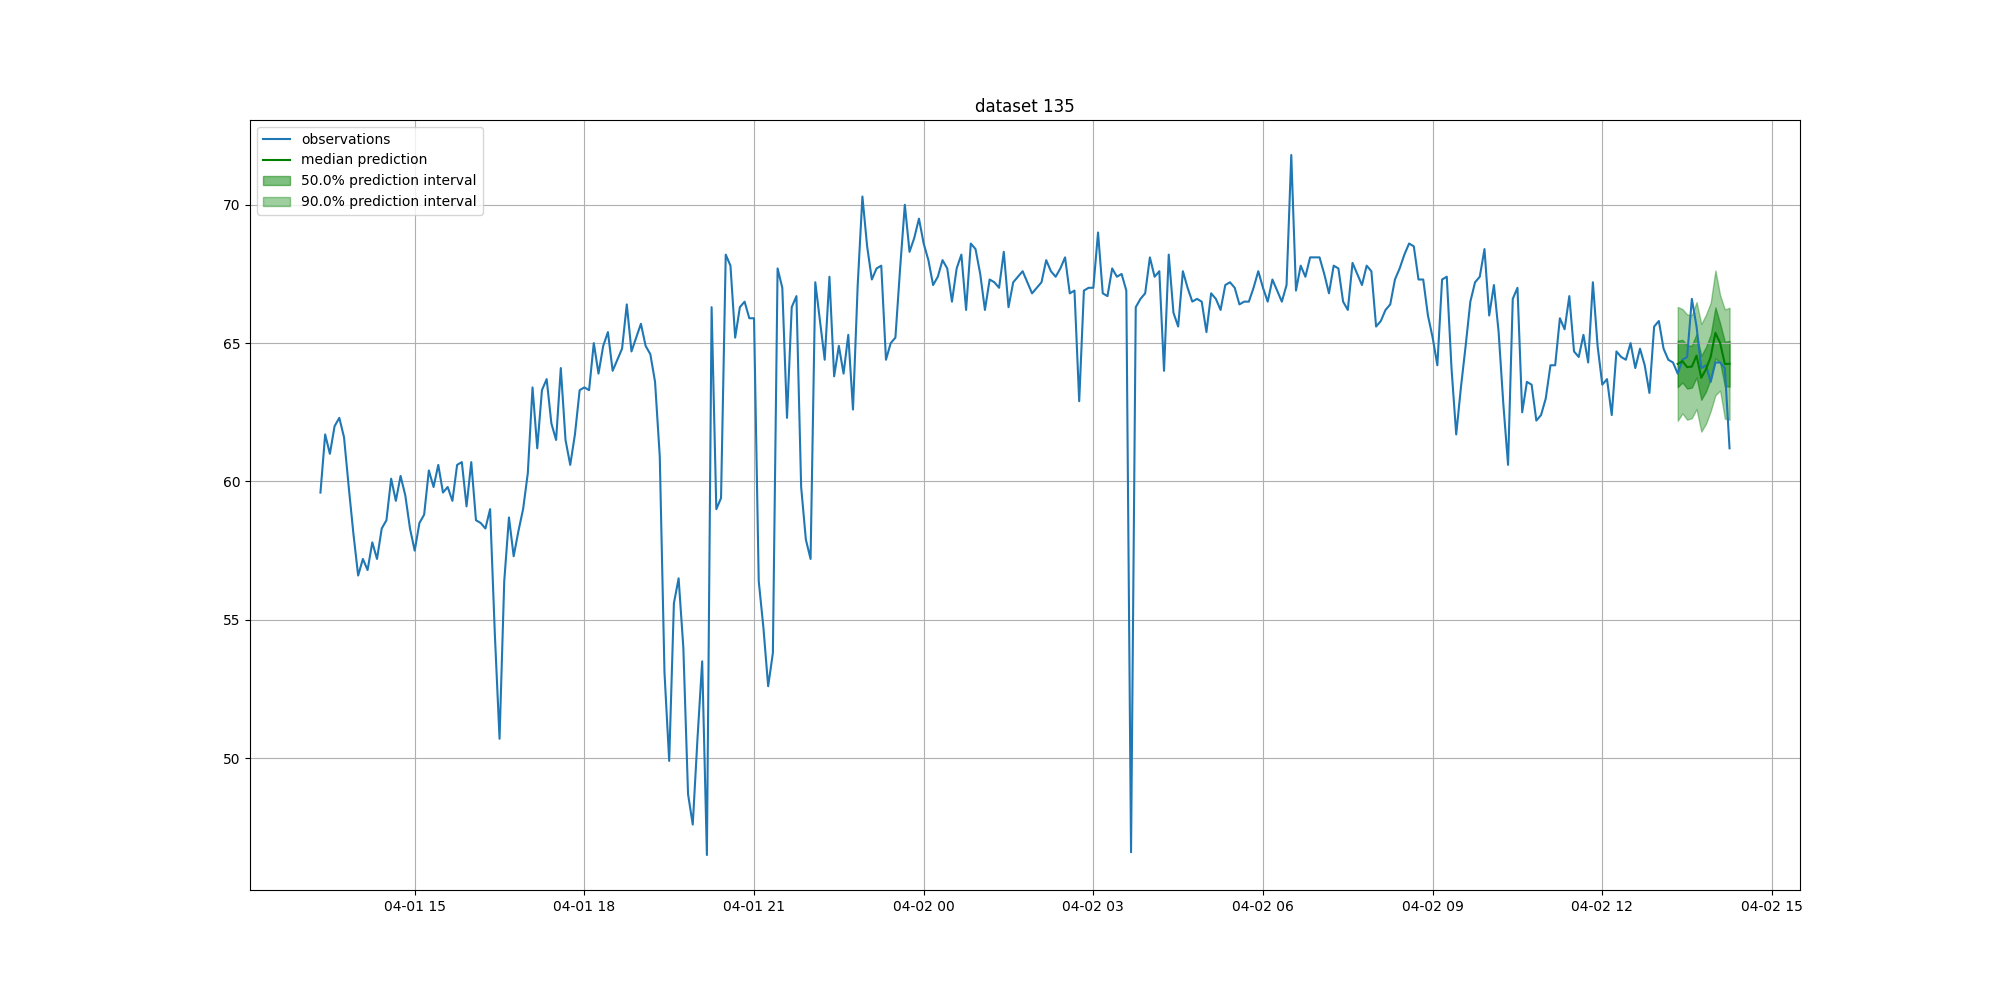 dataset 135
observations
median prediction
50.0% prediction interval
90.0% prediction interval
70
65
60
55
50
04-01 15
04-01 18
04-01 21
04-02 00
04-02 03
04-02 06
04-02 09
04-02 12
04-02 15